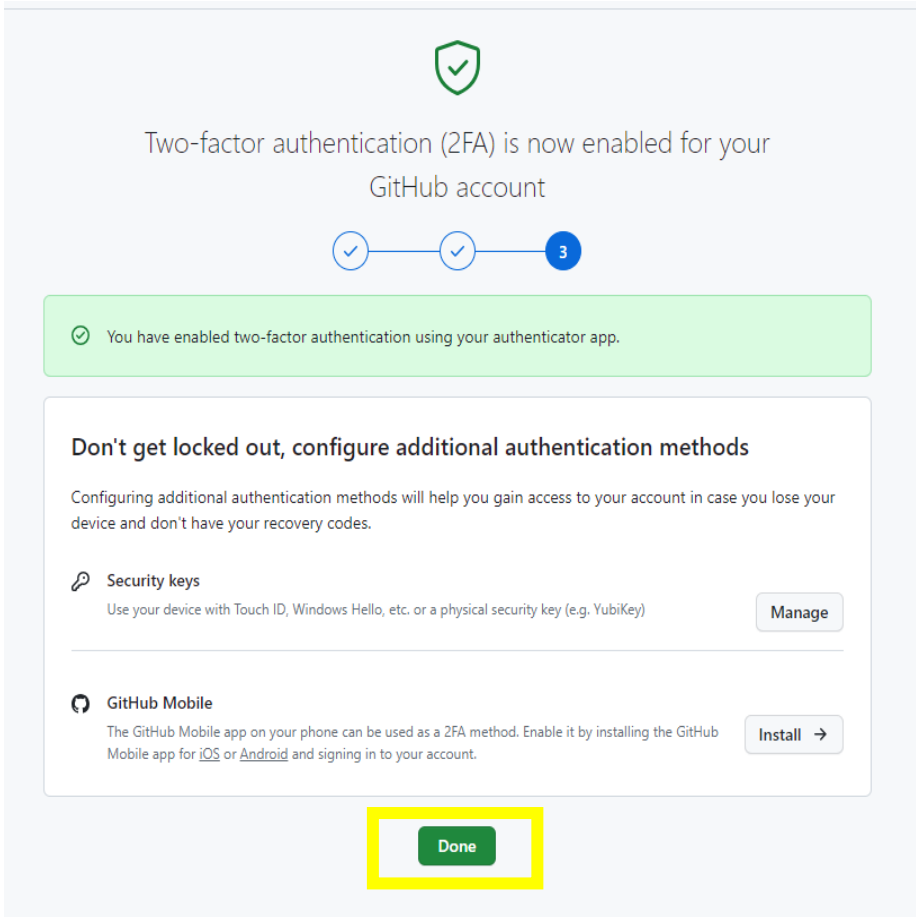 Two-factor authentication (2FA) is now enabled for your
GitHub account
3
You have enabled two-factor authentication using your authenticator app.
Don't get locked out, configure additional authentication methods
Configuring additional authentication methods will help you gain access to your account in case you lose your
device and don't have your recovery codes.
Security keys
Use your device with Touch ID, Windows Hello, etc. or a physical security key (e.g. YubiKey)
Manage
GitHub Mobile
The GitHub Mobile app on your phone can be used as a 2FA method. Enable it by installing the GitHub
Mobile app for iOS or Android and signing in to your account.
Install →
Done